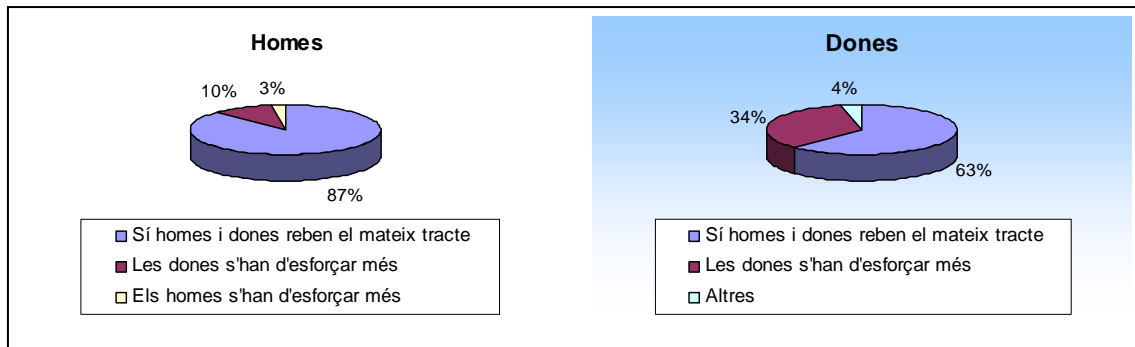 Homes
10%
3%
87%
Sí homes i dones reben el mateix tracte
Les dones s'han d'esforçar més
Els homes s'han d'esforçar més
Dones
4%
34%
63%
Sí homes i dones reben el mateix tracte
Les dones s'han d'esforçar més
Altres